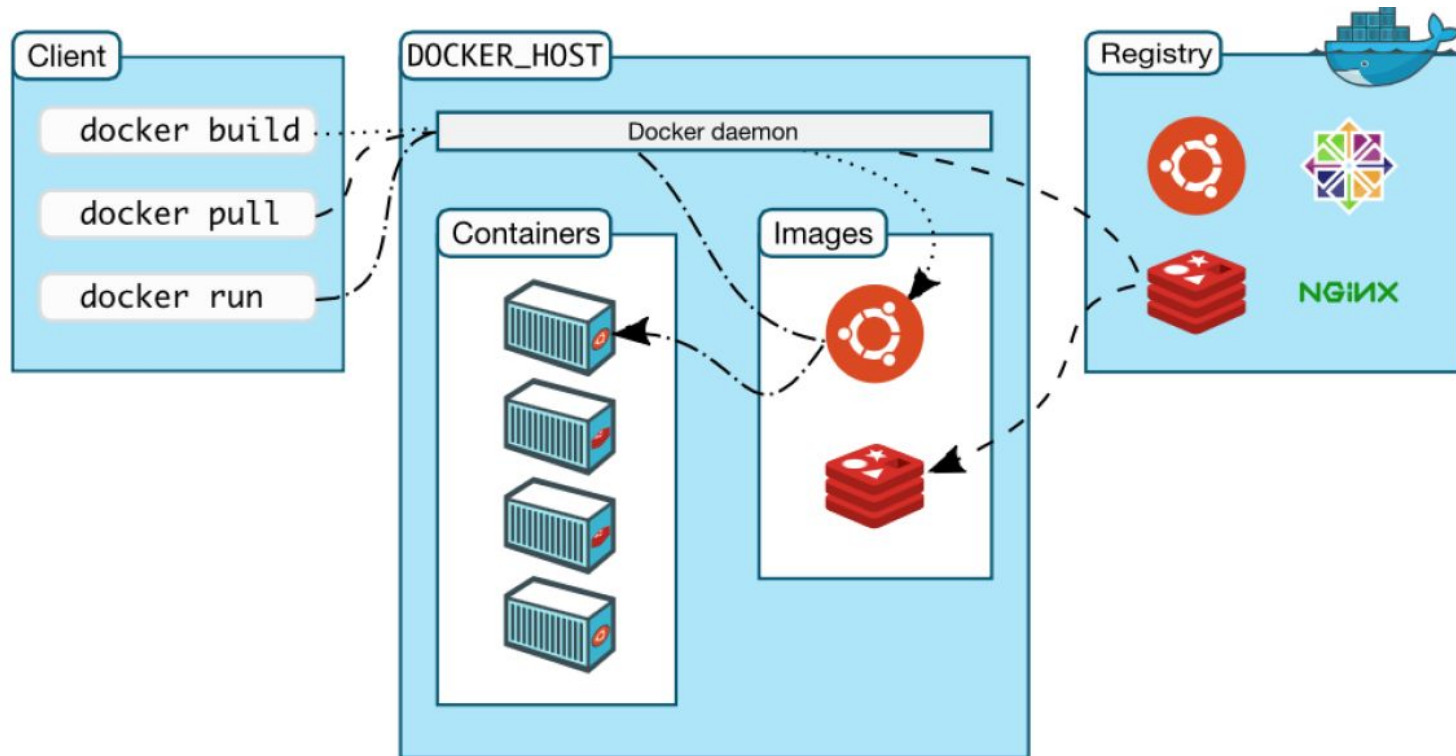 Client
docker build
docker pull
docker run
DOCKER_HOST
Docker daemon
Containers
Images
Registry
NGiNX